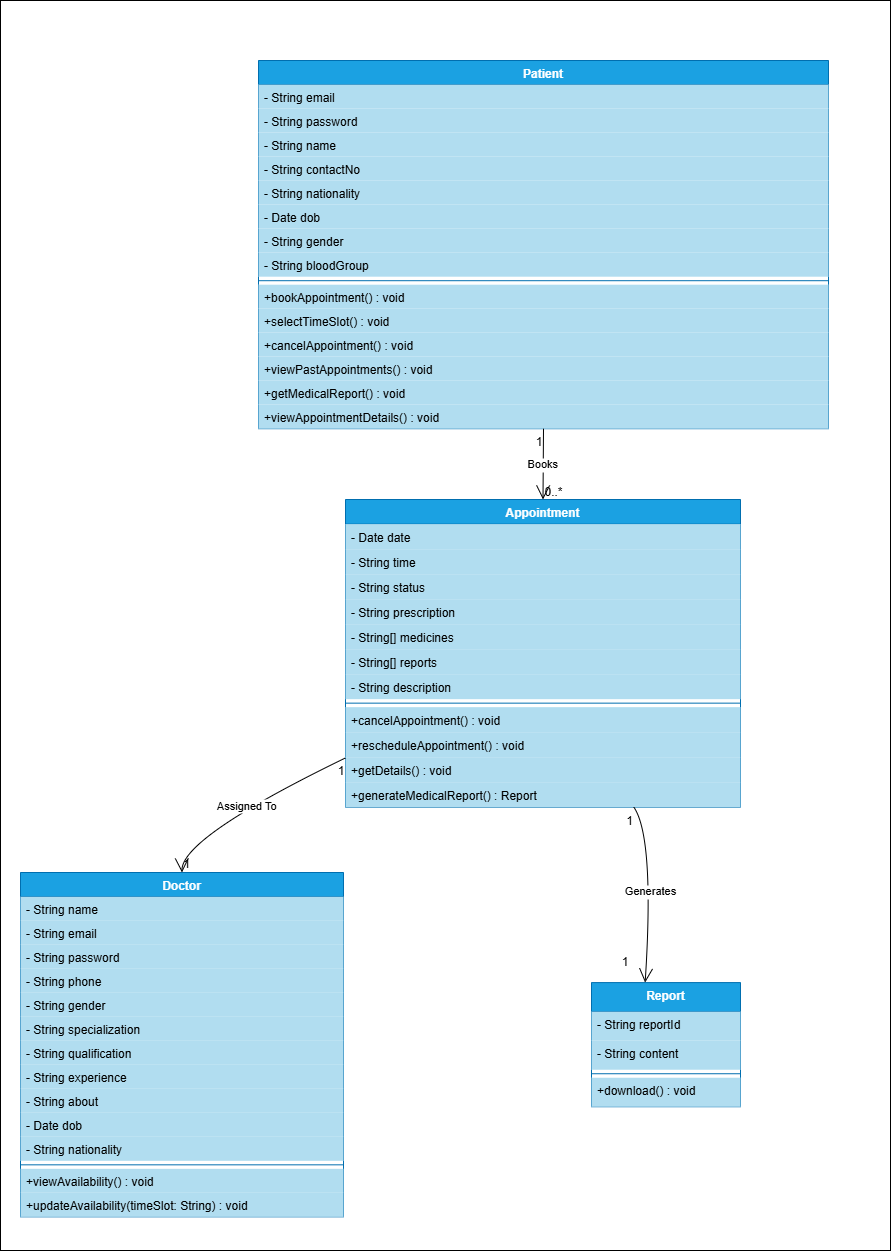 Patient
- String email
- String password
- String name
- String contactNo
- String nationality
- Date dob
- String gender
- String bloodGroup
+bookAppointment() : void
+selectTimeSlot() : void
+cancelAppointment() : void
+viewPastAppointments() : void
+getMedicalReport() : void
+viewAppointmentDetails() : void
1
Books
0..*
Appointment
- Date date
- String time
- String status
- String prescription
- String[] medicines
- String[] reports
- String description
+cancelAppointment() : void
+rescheduleAppointment() : void
+getDetails() : void
+generateMedicalReport() : Report
1
Assigned To
1
Doctor
- String name
- String email
- String password
- String phone
- String gender
- String specialization
- String qualification
- String experience
- String about
- Date dob
- String nationality
+viewAvailability() : void
+updateAvailability(timeSlot: String) : void
1
Generates
1
Report
- String reportId
- String content
+download() : void